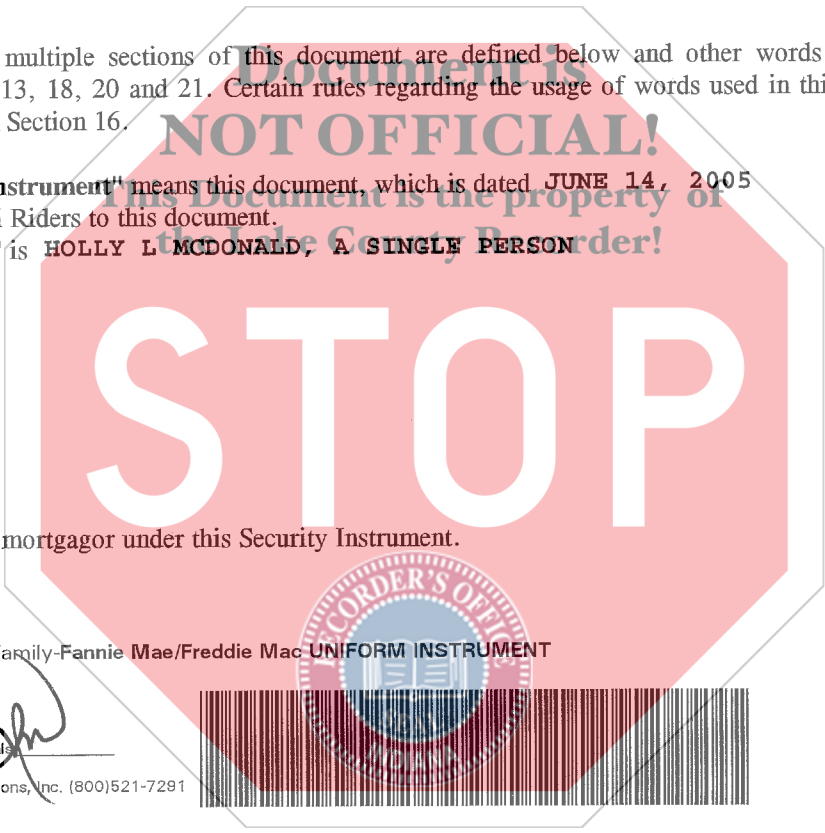 multiple sections of this document are defined below and other words
13, 18, 20 and 21. Certain rules regarding the usage of words used in thi
Section 16.
Document is
NOT OFFICIAL!
This Document is the property of
the Lake County Recorder!
nstrument" means this document, which is dated JUNE 14, 2005
Riders to this document.
" is HOLLY L MCDONALD, A SINGLE PERSON
STOP
mortgagor under this Security Instrument.
RECORDER'S OFFICE
SEAL
INDIANA
amily-Fannie Mae/Freddie Mac UNIFORM INSTRUMENT
ons, Inc. (800)521-7291